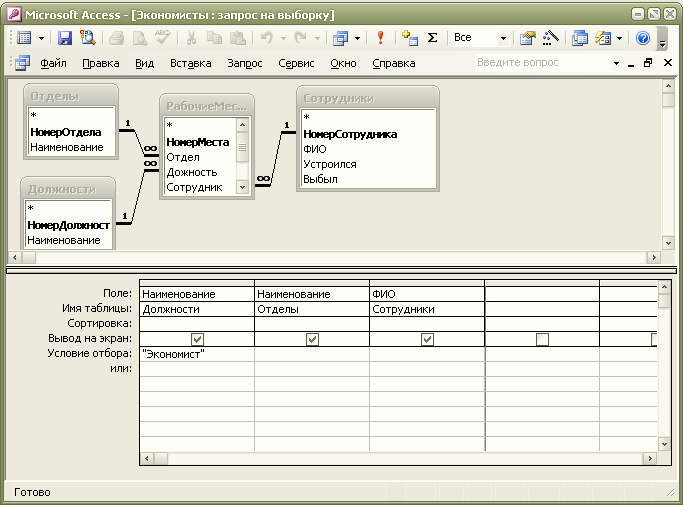 Microsoft Access - [Экономисты : запрос на выборку]
Σ Все
Файл Правка Вид Вставка Запрос Сервис Окно Справка Введите вопрос
Отделы
*
НомерОтдела
Наименование
РабочиеМес...
*
НомерМеста
Отдел
Дожность
Сотрудник
Сотрудники
*
НомерСотрудника
ФИО
Устроился
Выбыл
1 ∞ 1
∞
1 ∞
Должности
*
НомерДолжност
Наименование
Поле: Наименование Наименование ФИО
Имя таблицы: Должности Отделы Сотрудники
Сортировка:
Вывод на экран:
Условие отбора: "Экономист"
или:
Готово